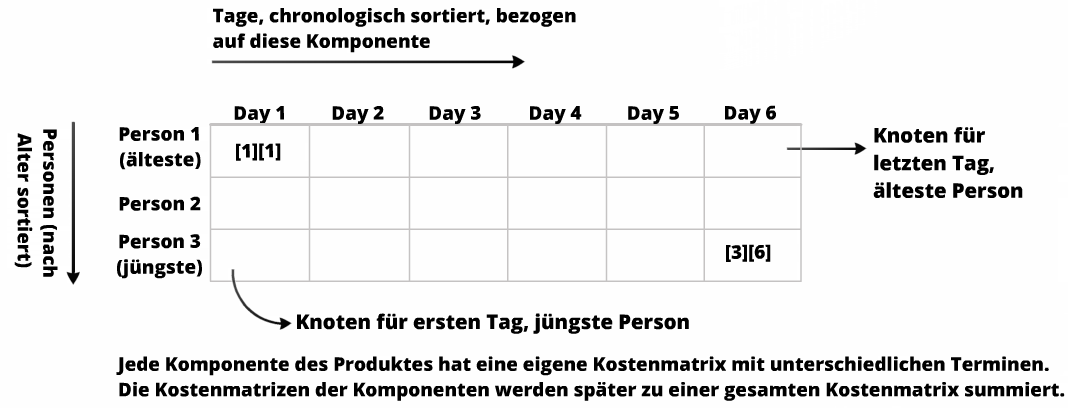 Tage, chronologisch sortiert, bezogen
auf diese Komponente
Personen (nach
Alter sortiert)
Day 1 Day 2 Day 3 Day 4 Day 5 Day 6
Person 1
(älteste)
[1][1]
Knoten für
letzten Tag,
älteste Person
Person 2
Person 3
(jüngste)
[3][6]
Knoten für ersten Tag, jüngste Person
Jede Komponente des Produktes hat eine eigene Kostenmatrix mit unterschiedlichen Terminen.
Die Kostenmatrizen der Komponenten werden später zu einer gesamten Kostenmatrix summiert.